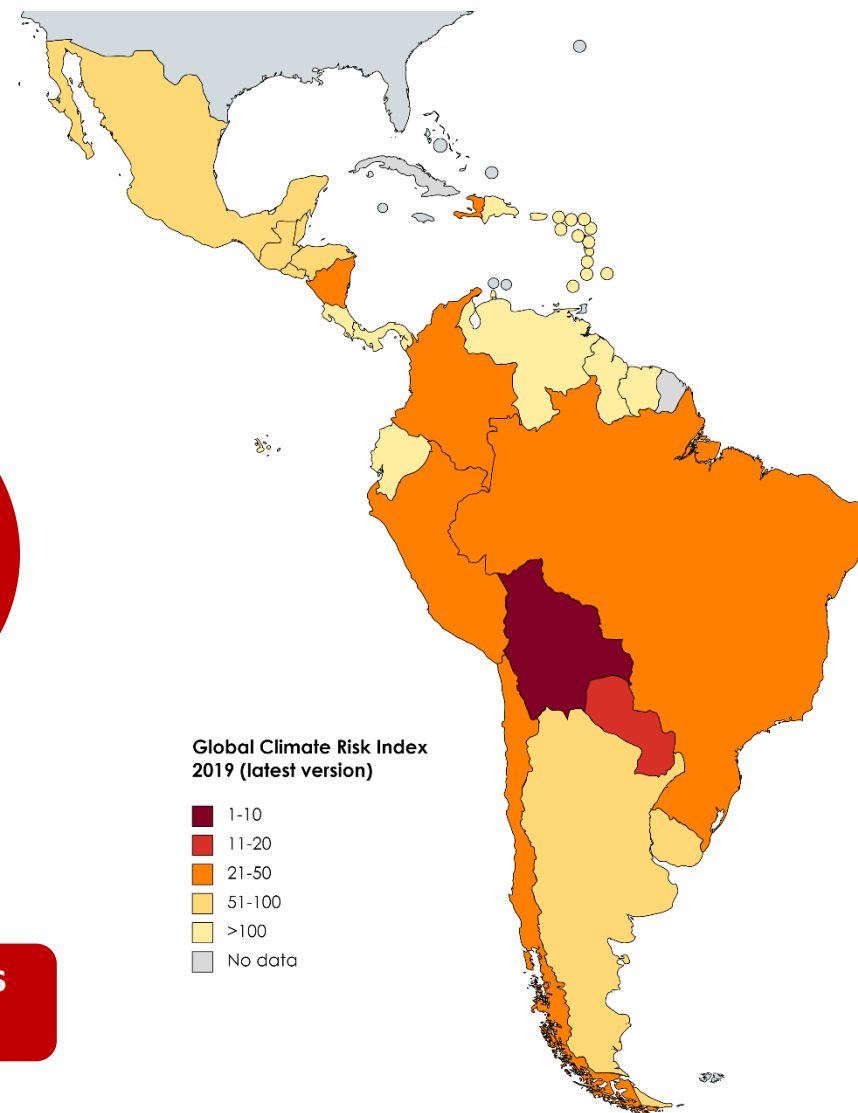 Global Climate Risk Index
2019 (latest version)
1-10
11-20
21-50
51-100
>100
No data